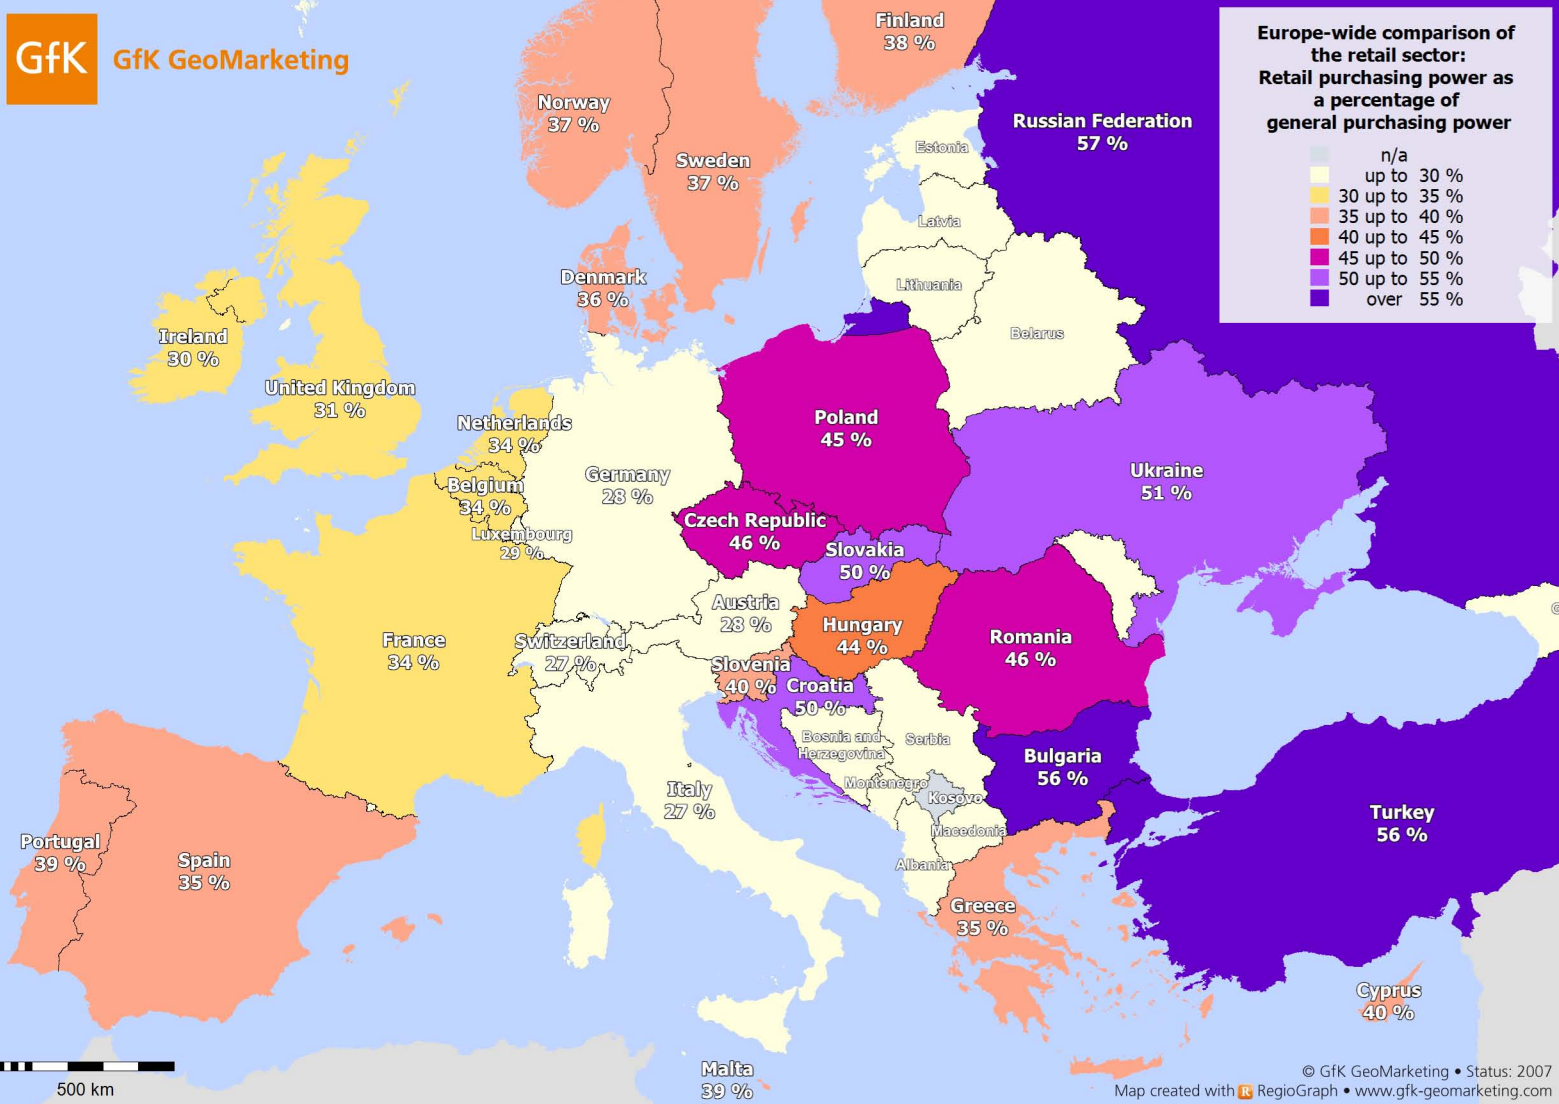 GfK
GfK GeoMarketing
Europe-wide comparison of
the retail sector:
Retail purchasing power as
a percentage of
general purchasing power
n/a
up to 30 %
30 up to 35 %
35 up to 40 %
40 up to 45 %
45 up to 50 %
50 up to 55 %
over 55 %
Finland
38 %
Norway
37 %
Sweden
37 %
Russian Federation
57 %
Estonia
Latvia
Lithuania
Belarus
Denmark
36 %
Ireland
30 %
United Kingdom
31 %
Netherlands
34 %
Belgium
34 %
Luxembourg
29 %
Germany
28 %
Poland
45 %
Czech Republic
46 %
Slovakia
50 %
Ukraine
51 %
Austria
28 %
Hungary
44 %
Romania
46 %
France
34 %
Switzerland
27 %
Slovenia
40 %
Croatia
50 %
Bosnia and
Herzegovina
Serbia
Montenegro
Kosovo
Macedonia
Albania
Bulgaria
56 %
Italy
27 %
Turkey
56 %
Portugal
39 %
Spain
35 %
Greece
35 %
Cyprus
40 %
Malta
39 %
500 km
© GfK GeoMarketing • Status: 2007
Map created with R RegioGraph • www.gfk-geomarketing.com